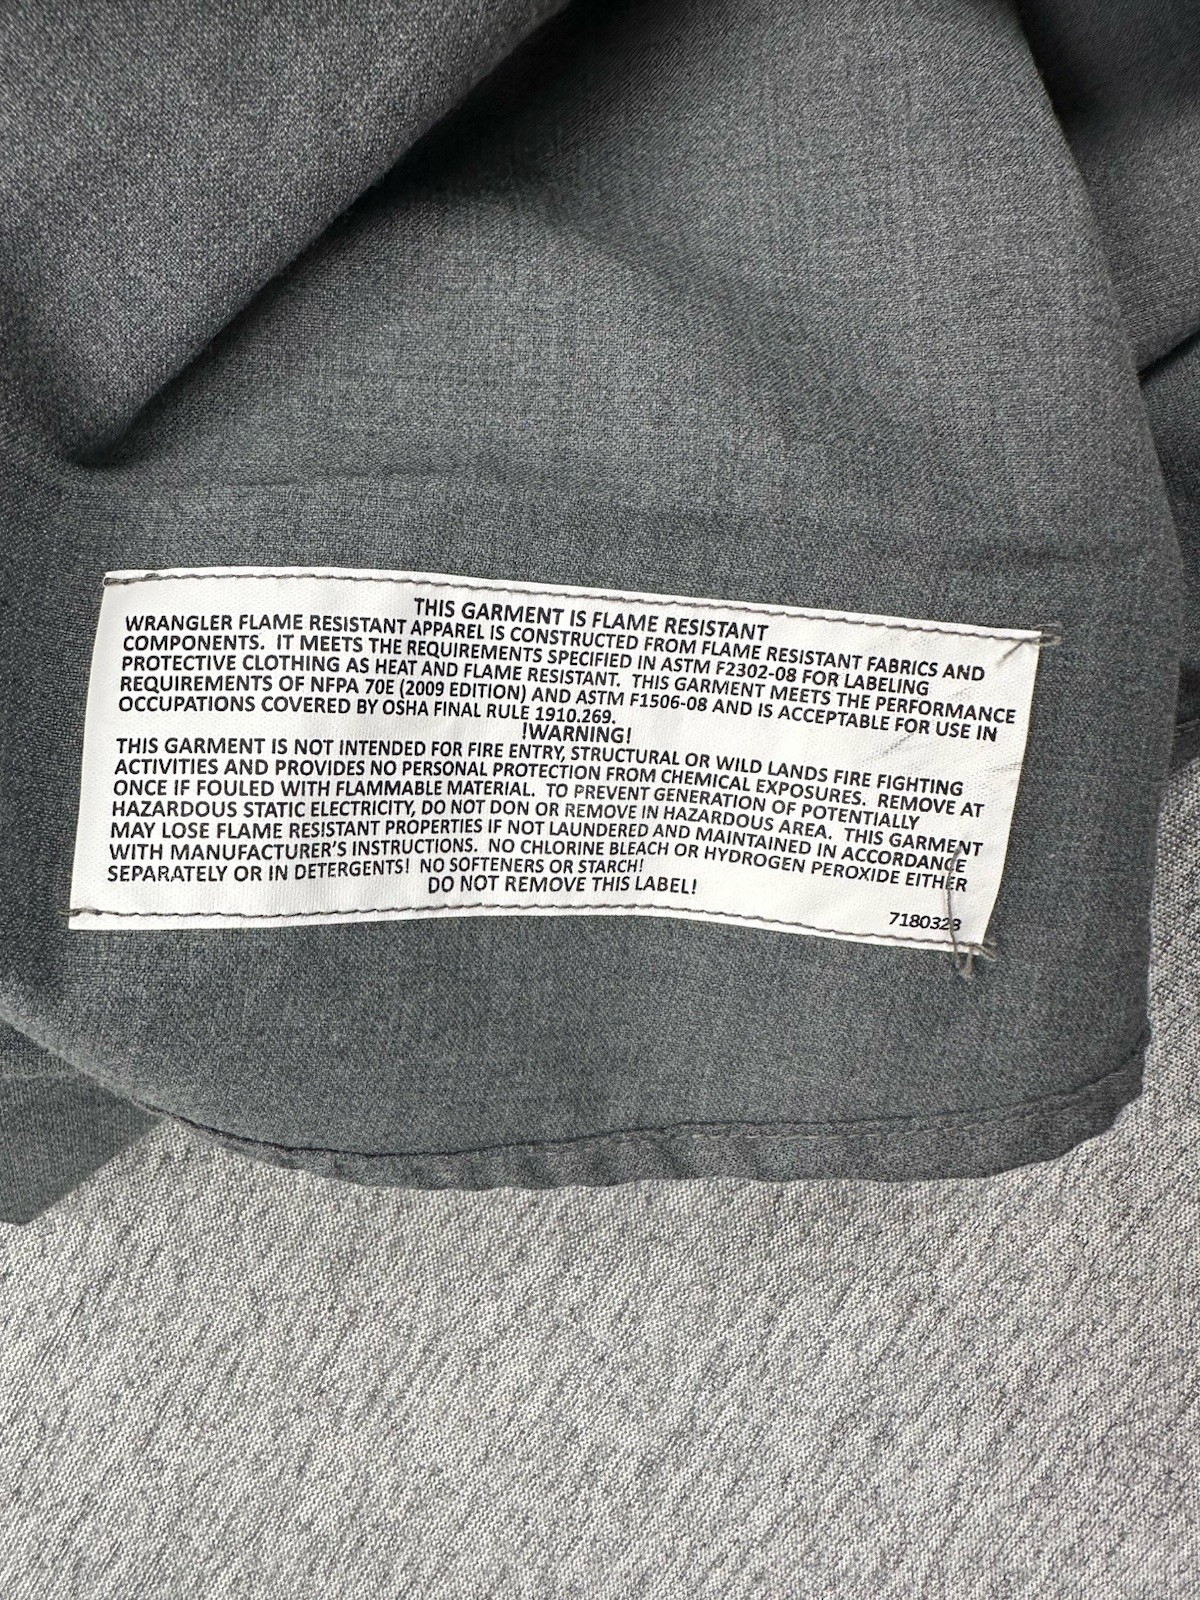 THIS GARMENT IS FLAME RESISTANT
WRANGLER FLAME RESISTANT APPAREL IS CONSTRUCTED FROM FLAME RESISTANT FABRICS AND
COMPONENTS. IT MEETS THE REQUIREMENTS SPECIFIED IN ASTM F2302-08 FOR LABELING
PROTECTIVE CLOTHING AS HEAT AND FLAME RESISTANT. THIS GARMENT MEETS THE PERFORMANCE
REQUIREMENTS OF NFPA 70E (2009 EDITION) AND ASTM F1506-08 AND IS ACCEPTABLE FOR USE IN
OCCUPATIONS COVERED BY OSHA FINAL RULE 1910.269.
!WARNING!
THIS GARMENT IS NOT INTENDED FOR FIRE ENTRY, STRUCTURAL OR WILD LANDS FIRE FIGHTING
ACTIVITIES AND PROVIDES NO PERSONAL PROTECTION FROM CHEMICAL EXPOSURES. REMOVE AT
ONCE IF FOULED WITH FLAMMABLE MATERIAL. TO PREVENT GENERATION OF POTENTIALLY
HAZARDOUS STATIC ELECTRICITY, DO NOT DON OR REMOVE IN HAZARDOUS AREA. THIS GARMENT
MAY LOSE FLAME RESISTANT PROPERTIES IF NOT LAUNDERED AND MAINTAINED IN ACCORDANCE
WITH MANUFACTURER'S INSTRUCTIONS. NO CHLORINE BLEACH OR HYDROGEN PEROXIDE EITHER
SEPARATELY OR IN DETERGENTS! NO SOFTENERS OR STARCH!
DO NOT REMOVE THIS LABEL!
7180323